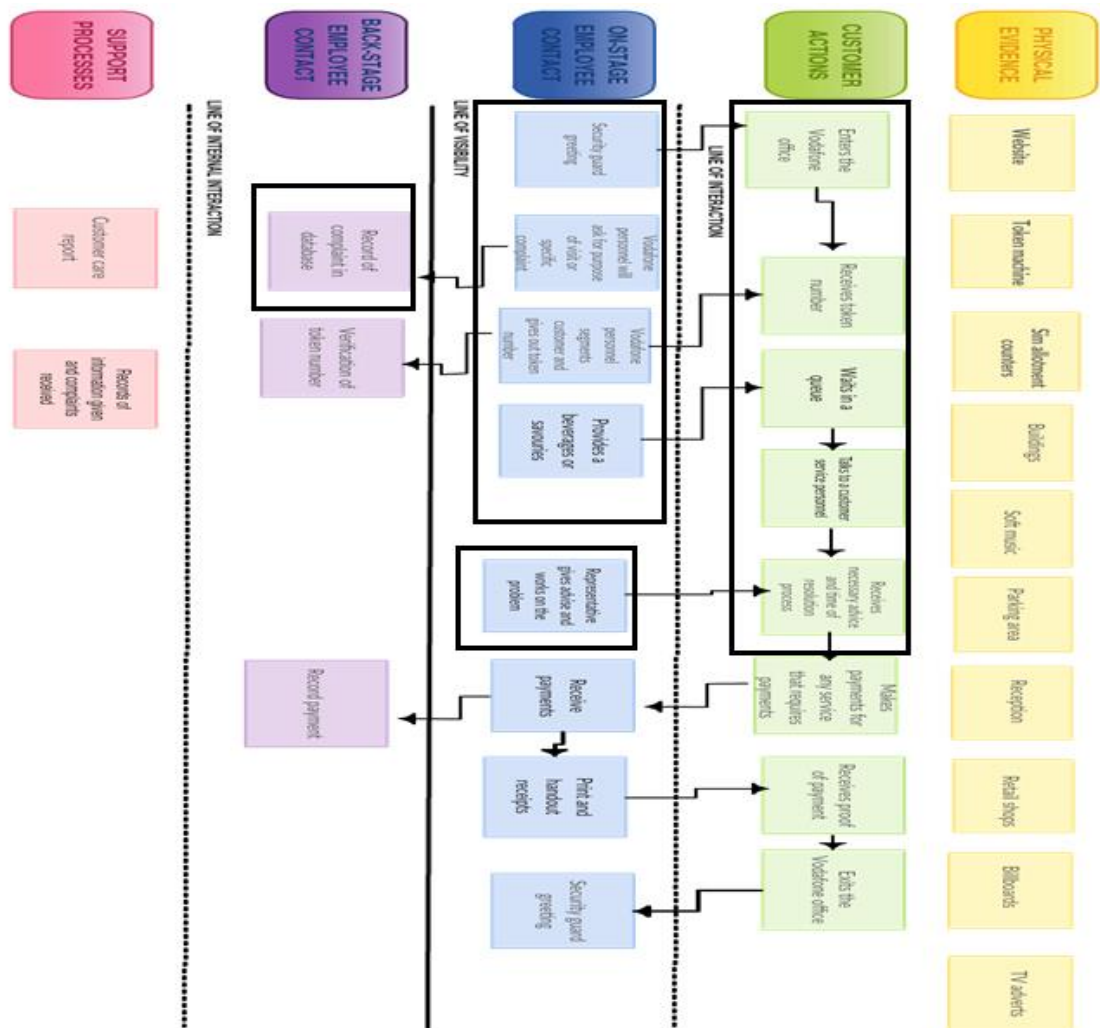 PHYSICAL
EVIDENCE
Website
Token machine
Sim allotment
counters
Buildings
Soft music
Parking area
Reception
Retail shops
Billboards
TV adverts
CUSTOMER
ACTIONS
Enters the
Vodafone
office
Receives token
number
Waits in a
queue
Talks to a customer
service personnel
Receives
necessary advice
and time of
resolution
process
Makes
payments for
any service
that requires
payments
Receives proof
of payment
Exits the
Vodafone office
LINE OF INTERACTION
ON-STAGE
EMPLOYEE
CONTACT
Security guard
greeting
Vodafone
personnel will
ask for purpose
of visit or
specific
complaint
Vodafone
personnel
segments
customer and
gives out token
number
Provides a
beverages or
savouries
Representative
gives advise and
works on the
problem
Receive
payments
Print and
handout
receipts
Security guard
greeting
LINE OF VISIBILITY
BACK-STAGE
EMPLOYEE
CONTACT
Record of
complaint in
database
Verification of
token number
Record payment
LINE OF INTERNAL INTERACTION
SUPPORT
PROCESSES
Customer care
report
Records of
information given
and complaints
received